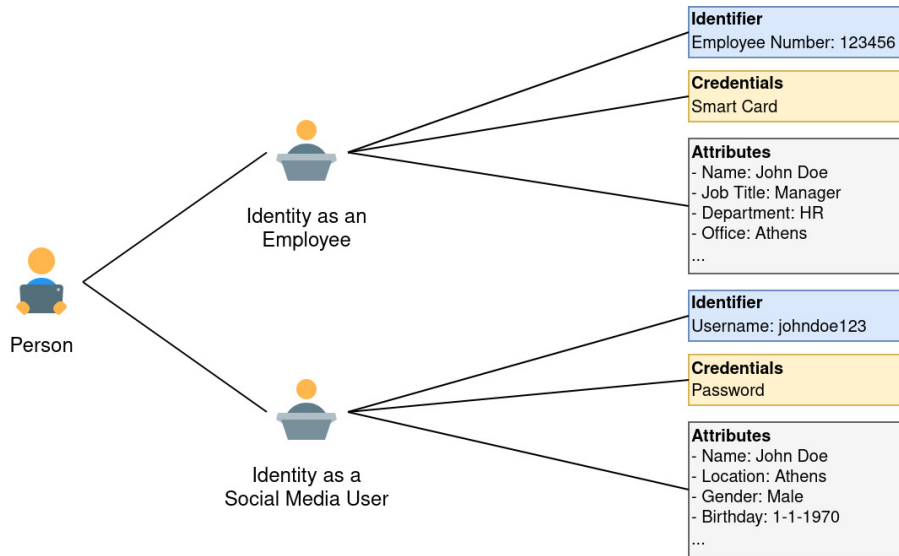 Person
Identity as an
Employee
Identifier
Employee Number: 123456
Credentials
Smart Card
Attributes
- Name: John Doe
- Job Title: Manager
- Department: HR
- Office: Athens
...
Identity as a
Social Media User
Identifier
Username: johndoe123
Credentials
Password
Attributes
- Name: John Doe
- Location: Athens
- Gender: Male
- Birthday: 1-1-1970
...